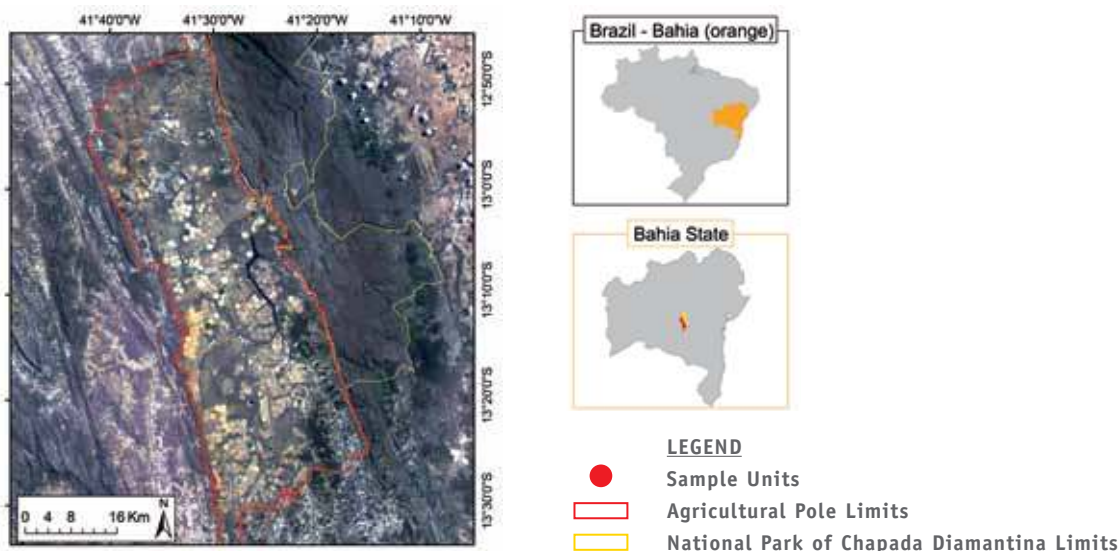 41°40'0"W 41°30'0"W 41°20'0"W 41°10'0"W
12°50'0"S
13°0'0"S
13°10'0"S
13°20'0"S
13°30'0"S
N
0 4 8 16 Km
Brazil - Bahia (orange)
Bahia State
LEGEND
Sample Units
Agricultural Pole Limits
National Park of Chapada Diamantina Limits